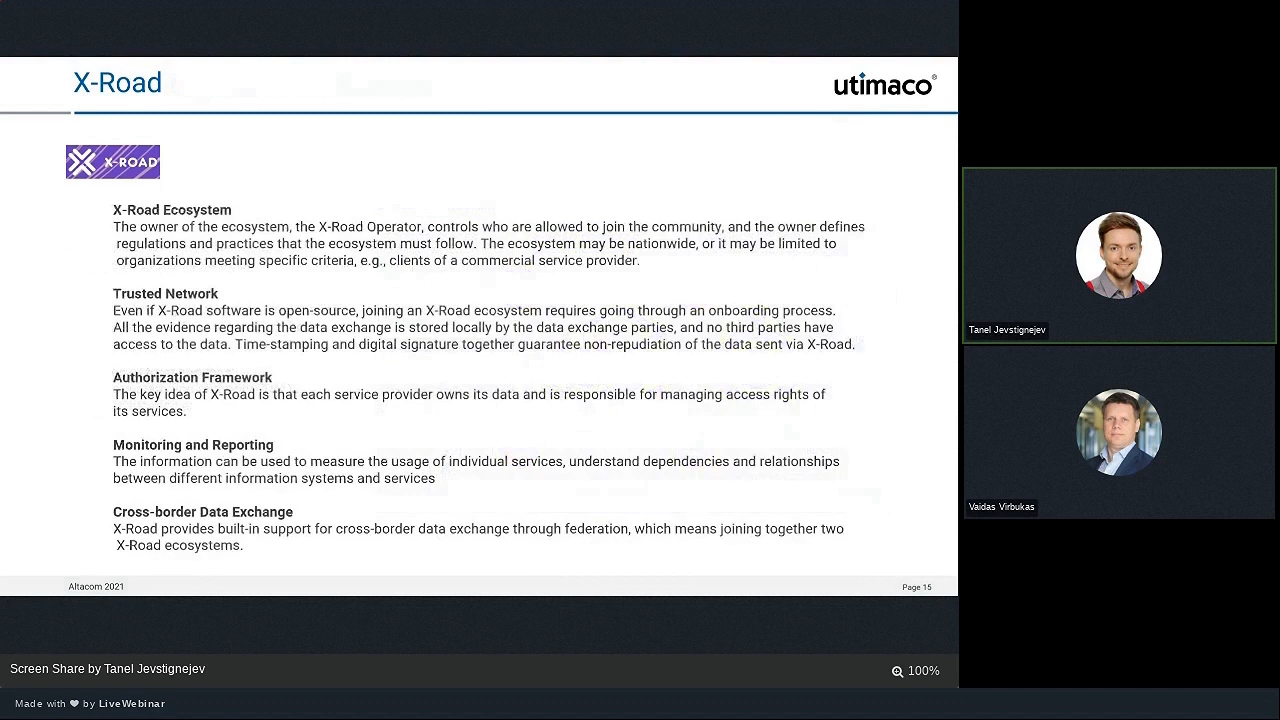 X-Road
utimaco®
X-ROAD
X-Road Ecosystem
The owner of the ecosystem, the X-Road Operator, controls who are allowed to join the community, and the owner defines
regulations and practices that the ecosystem must follow. The ecosystem may be nationwide, or it may be limited to
organizations meeting specific criteria, e.g., clients of a commercial service provider.
Trusted Network
Even if X-Road software is open-source, joining an X-Road ecosystem requires going through an onboarding process.
All the evidence regarding the data exchange is stored locally by the data exchange parties, and no third parties have
access to the data. Time-stamping and digital signature together guarantee non-repudiation of the data sent via X-Road.
Authorization Framework
The key idea of X-Road is that each service provider owns its data and is responsible for managing access rights of
its services.
Monitoring and Reporting
The information can be used to measure the usage of individual services, understand dependencies and relationships
between different information systems and services
Cross-border Data Exchange
X-Road provides built-in support for cross-border data exchange through federation, which means joining together two
X-Road ecosystems.
Altacom 2021
Page 15
Tanel Jevstignejev
Vaidas Virbukas
Screen Share by Tanel Jevstignejev
100%
Made with ❤ by LiveWebinar